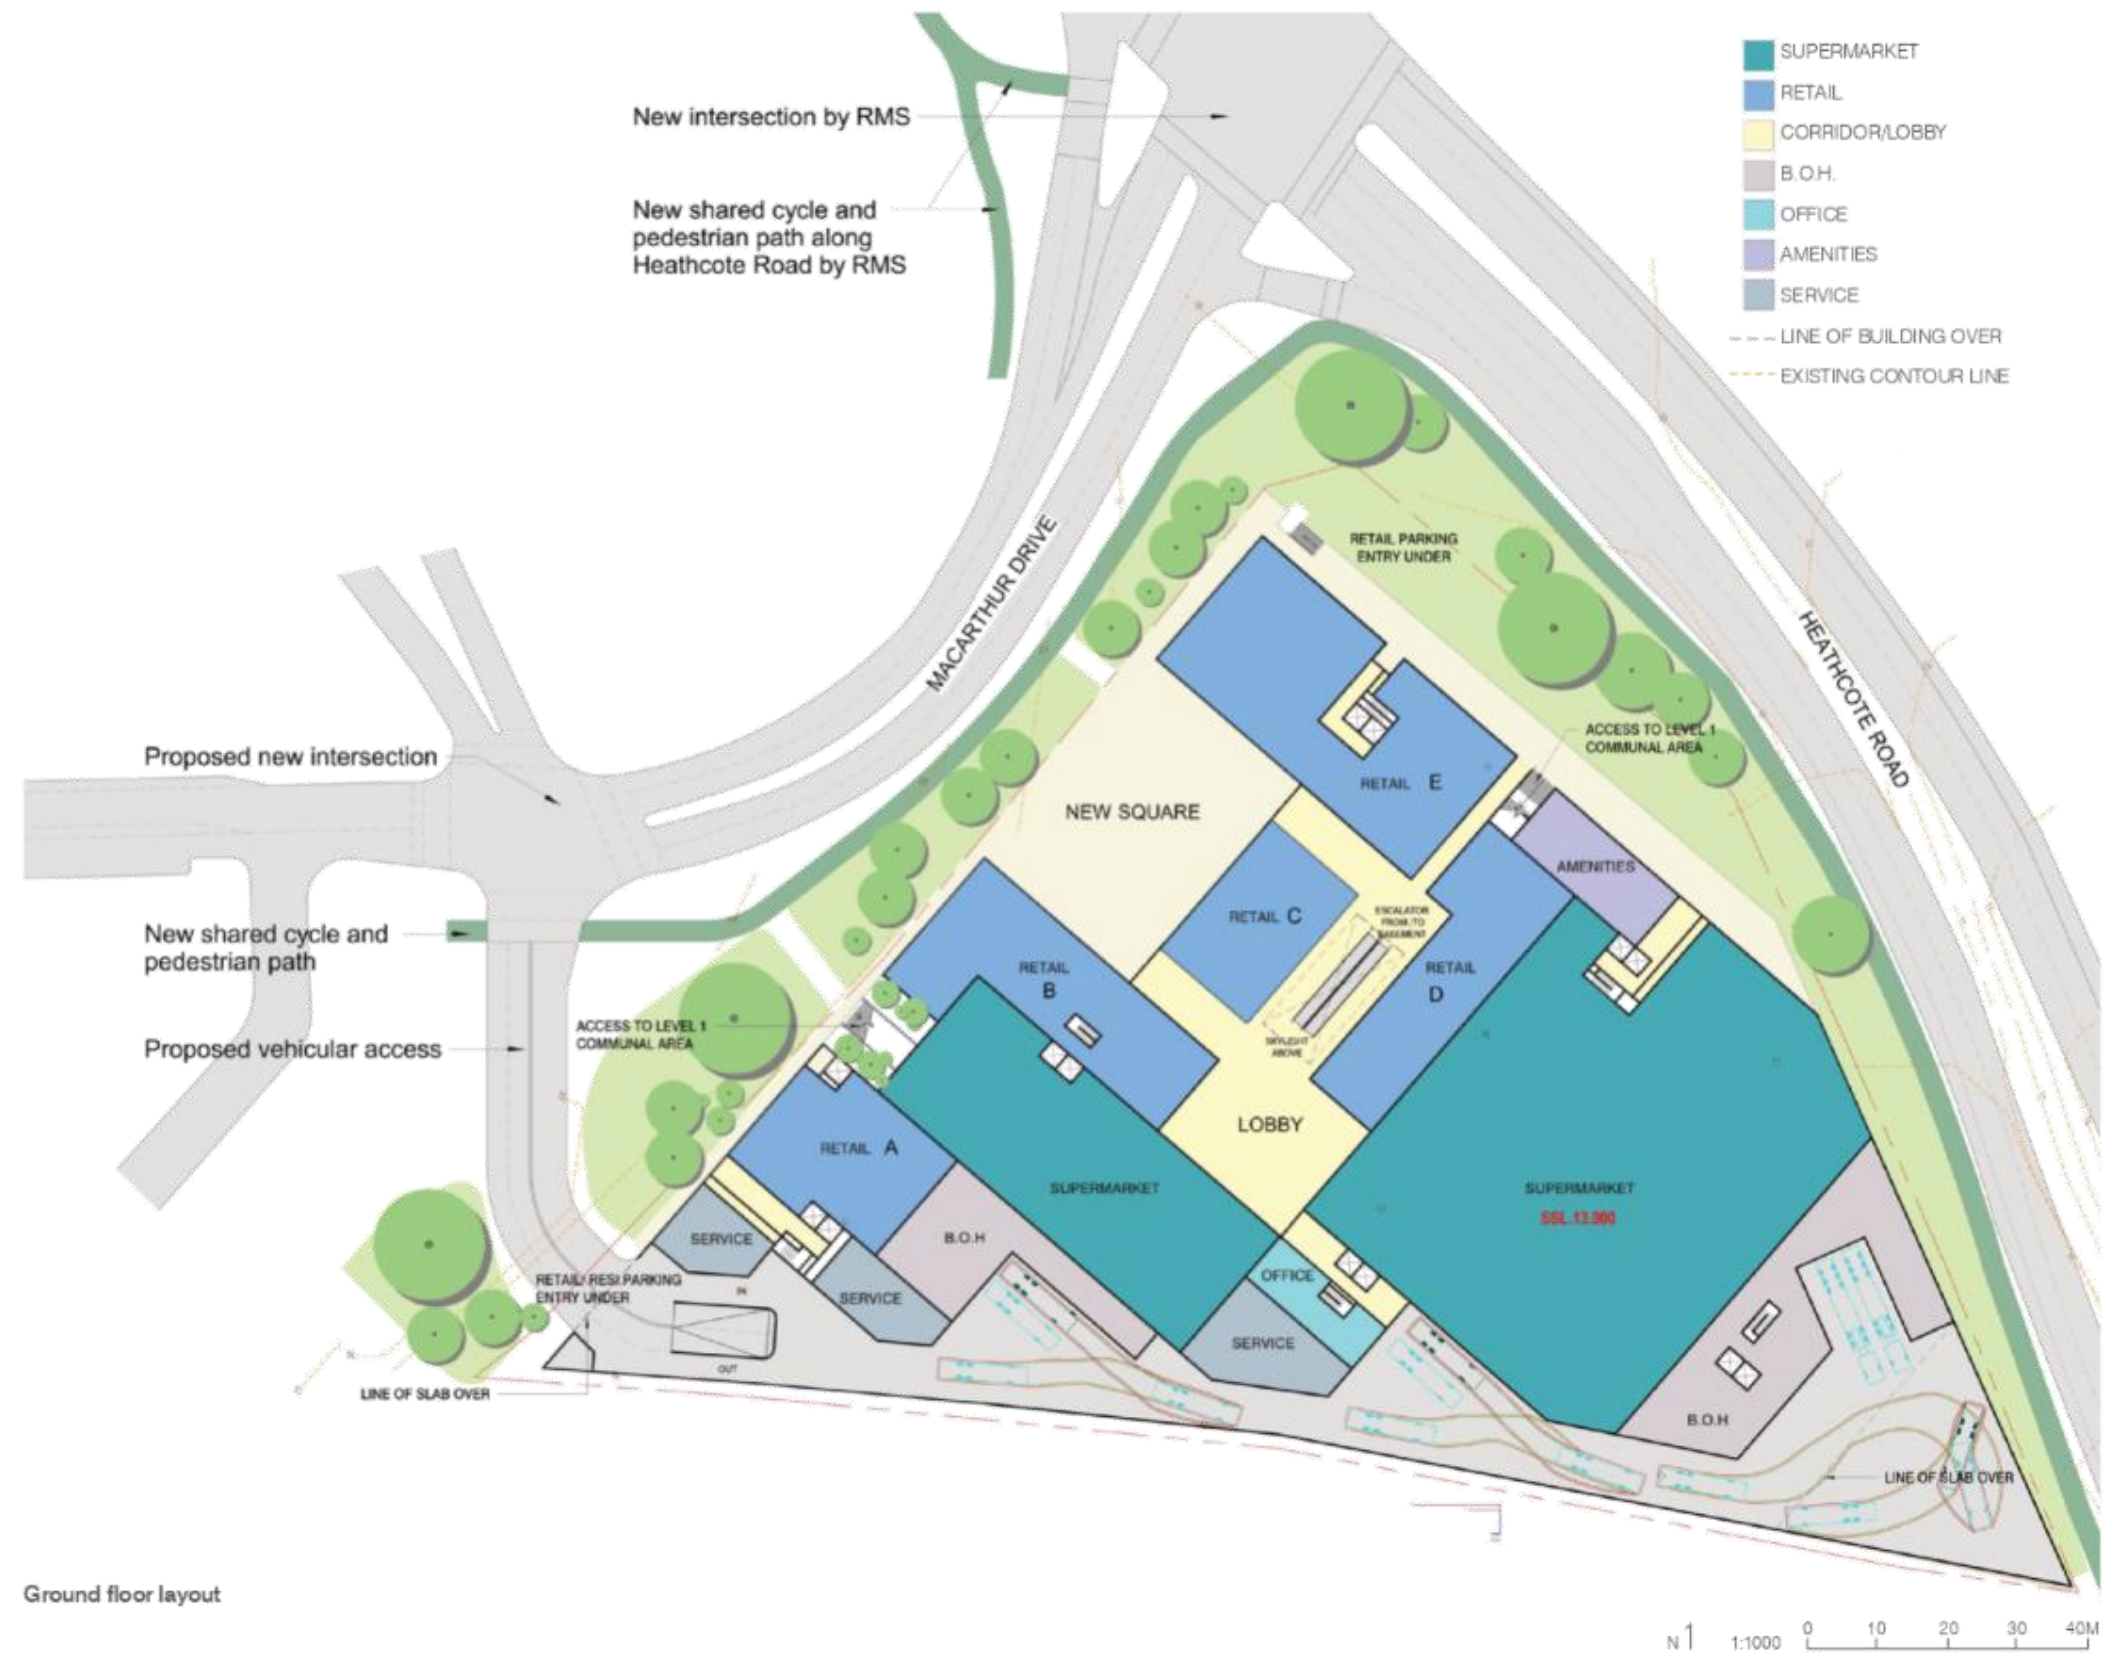 SUPERMARKET
RETAIL
CORRIDOR/LOBBY
B.O.H.
OFFICE
AMENITIES
SERVICE
LINE OF BUILDING OVER
EXISTING CONTOUR LINE
New intersection by RMS
New shared cycle and
pedestrian path along
Heathcote Road by RMS
MACARTHUR DRIVE
HEATHCOTE ROAD
RETAIL PARKING
ENTRY UNDER
ACCESS TO LEVEL 1
COMMUNAL AREA
Proposed new intersection
RETAIL E
NEW SQUARE
AMENITIES
RETAIL C
ESCALATOR
FROM/TO
BASEMENT
New shared cycle and
pedestrian path
RETAIL
B
RETAIL
D
ACCESS TO LEVEL 1
COMMUNAL AREA
SKYLIGHT
ABOVE
Proposed vehicular access
LOBBY
RETAIL A
SUPERMARKET
SUPERMARKET
SSL.13.000
SERVICE
B.O.H
OFFICE
RETAIL/ RESI PARKING
ENTRY UNDER
IN
SERVICE
SERVICE
OUT
LINE OF SLAB OVER
B.O.H
LINE OF SLAB OVER
Ground floor layout
N 1:1000 0 10 20 30 40M